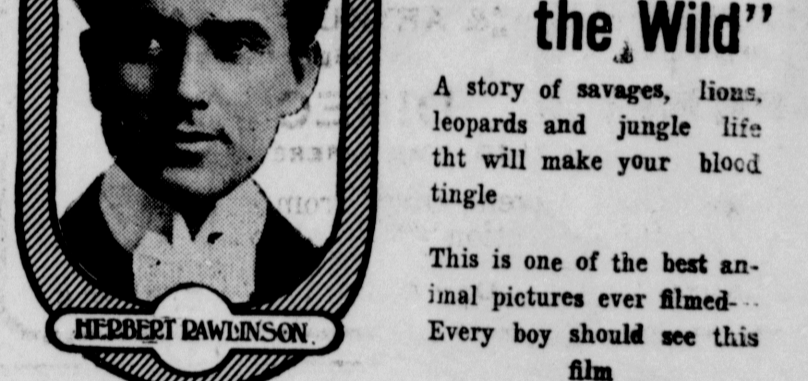 the Wild”
A story of savages, lions,
leopards and jungle life
tht will make your blood
tingle
This is one of the best an-
imal pictures ever filmed-
Every boy should see this
film
HERBERT RAWLINSON.